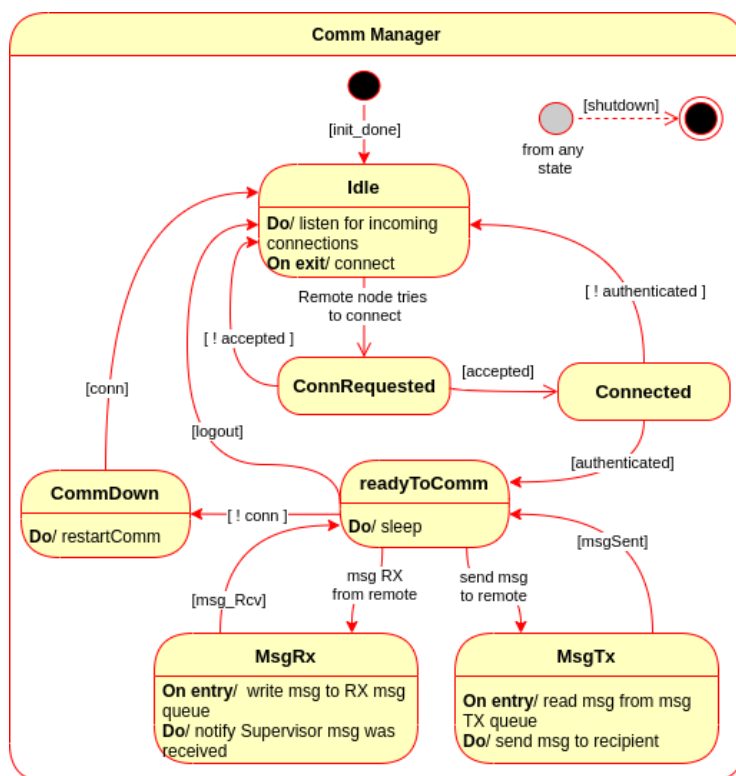 Comm Manager
[init_done]
[shutdown]
from any
state
Idle
Do/ listen for incoming
connections
On exit/ connect
Remote node tries
to connect
[ ! authenticated ]
[ ! accepted ]
ConnRequested
[accepted]
Connected
[conn]
[logout]
[authenticated]
CommDown
Do/ restartComm
[ ! conn ]
readyToComm
Do/ sleep
[msgSent]
msg RX
from remote
send msg
to remote
[msg_Rcv]
MsgRx
On entry/ write msg to RX msg
queue
Do/ notify Supervisor msg was
received
MsgTx
On entry/ read msg from msg
TX queue
Do/ send msg to recipient